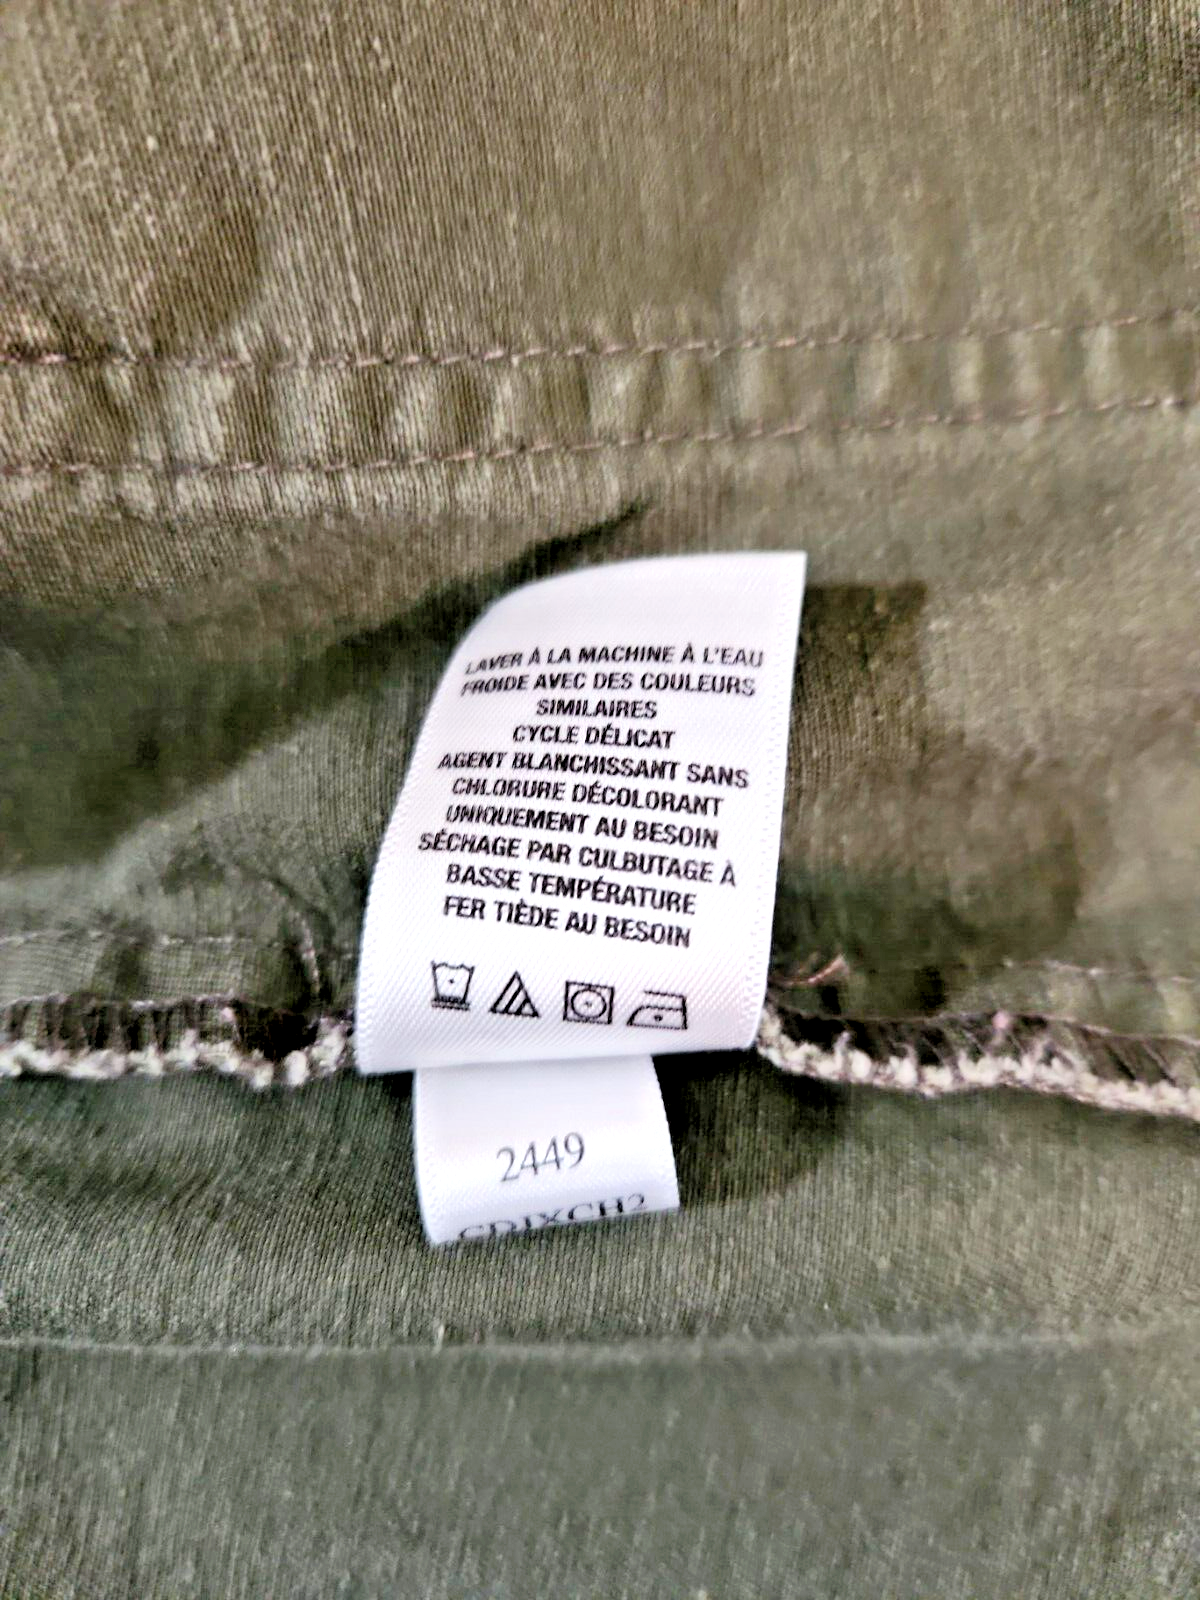 LAVER À LA MACHINE À L'EAU
FROIDE AVEC DES COULEURS
SIMILAIRES
CYCLE DÉLICAT
AGENT BLANCHISSANT SANS
CHLORURE DÉCOLORANT
UNIQUEMENT AU BESOIN
SÉCHAGE PAR CULBUTAGE À
BASSE TEMPÉRATURE
FER TIÈDE AU BESOIN
2449